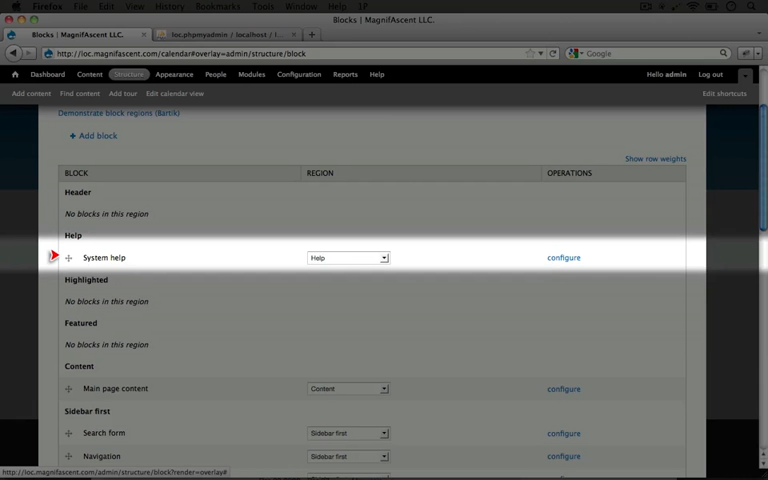 Firefox File Edit View History Bookmarks Tools Window Help
Blocks | MagnifAscent LLC.
Blocks | MagnifAscent LLC. loc.phpmyadmin / localhost / l...
http://loc.magnifascent.com/calendar#overlay=admin/structure/block Google
Dashboard Content Structure Appearance People Modules Configuration Reports Help Hello admin Log out
Add content Find content Add tour Edit calendar view Edit shortcuts
Demonstrate block regions (Bartik)
+ Add block
Show row weights
BLOCK REGION OPERATIONS
Header
No blocks in this region
Help
System help Help configure
Highlighted
No blocks in this region
Featured
No blocks in this region
Content
Main page content Content configure
Sidebar first
Search form Sidebar first configure
Navigation Sidebar first configure
http://loc.magnifascent.com/admin/structure/block?render=overlay#